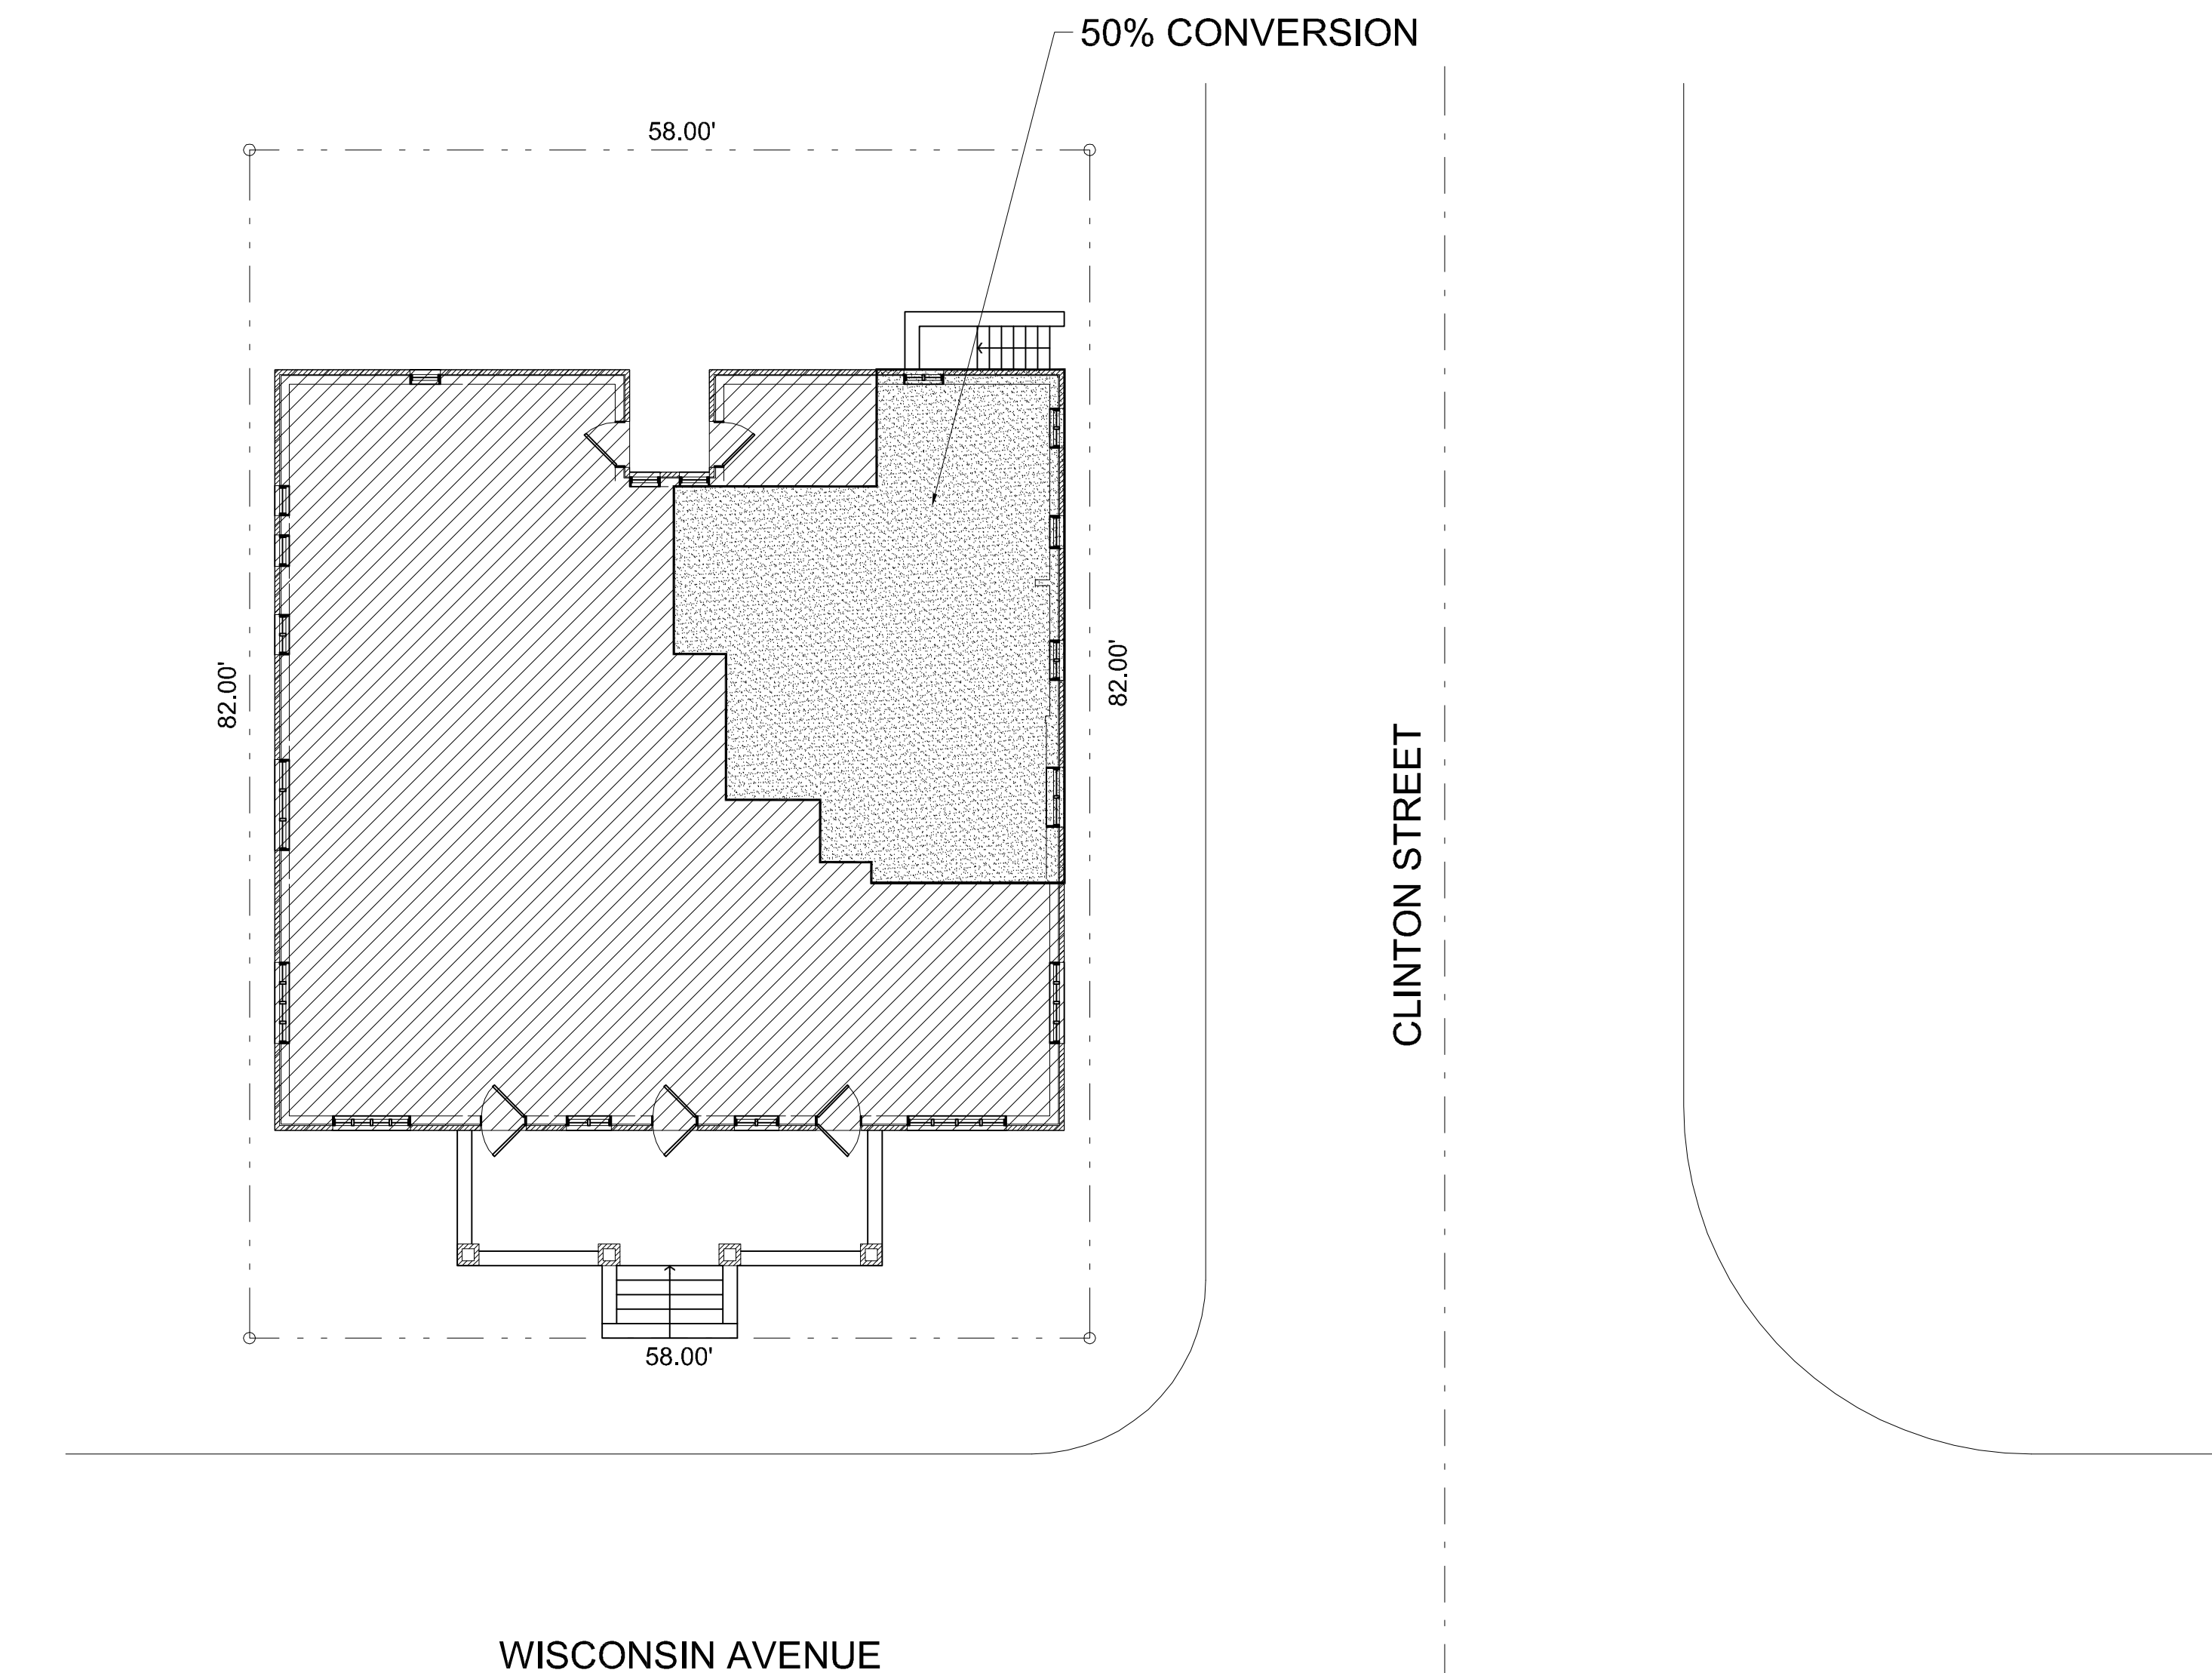 50% CONVERSION
58.00'
82.00'
82.00'
CLINTON STREET
58.00'
WISCONSIN AVENUE